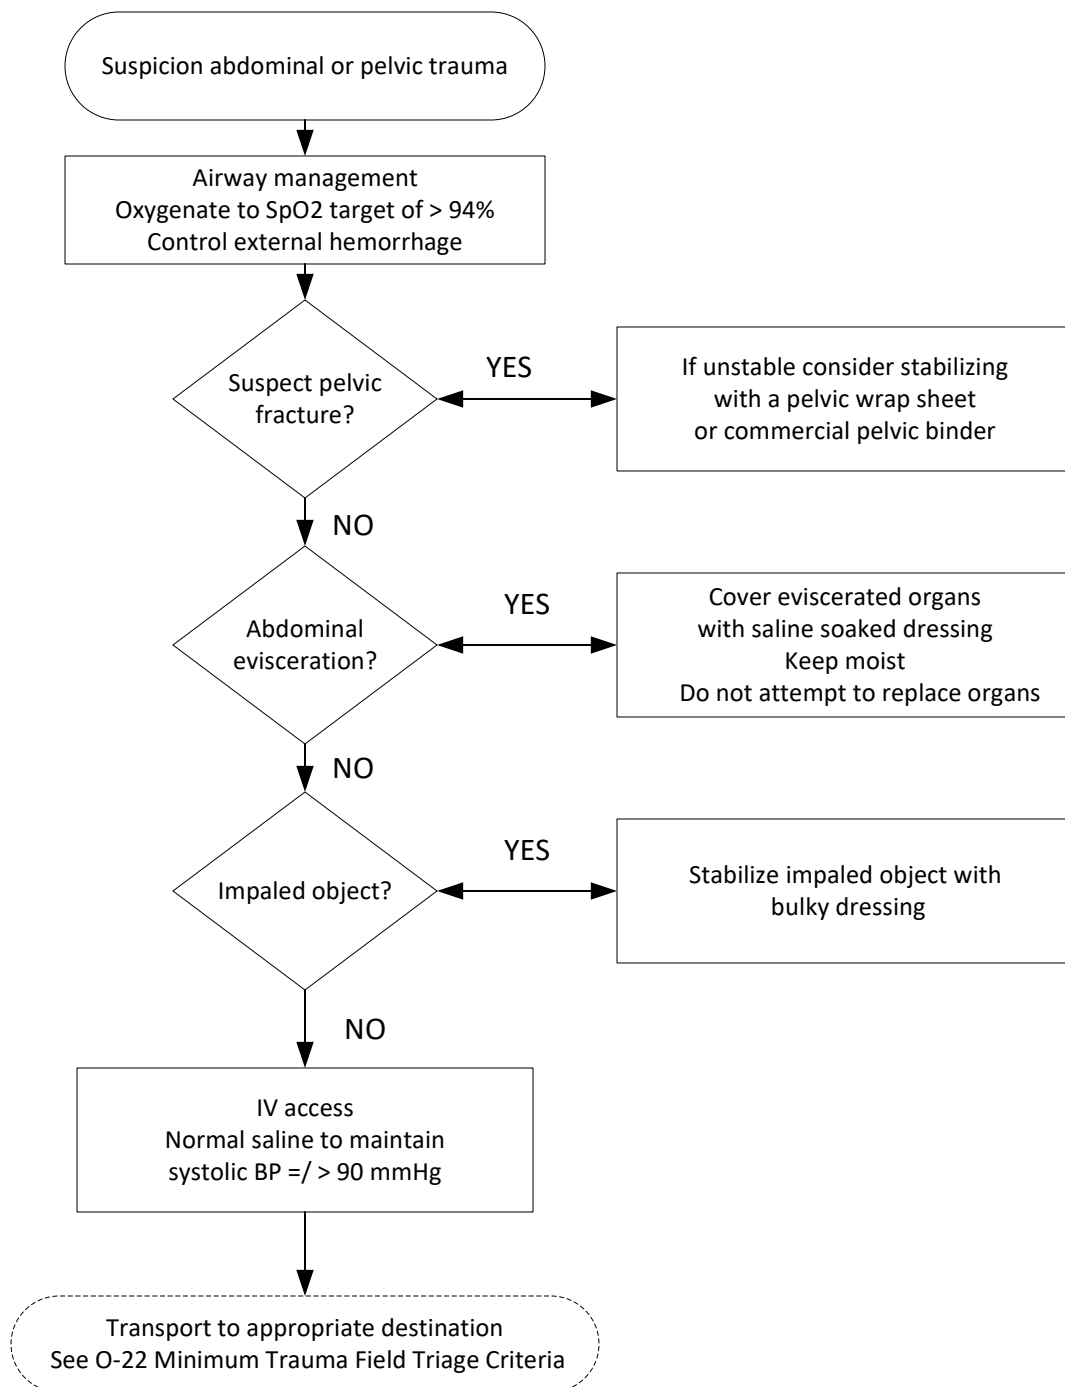 Suspicion abdominal or pelvic trauma
Airway management
Oxygenate to SpO2 target of > 94%
Control external hemorrhage
Suspect pelvic
fracture?
YES
If unstable consider stabilizing
with a pelvic wrap sheet
or commercial pelvic binder
NO
Abdominal
evisceration?
YES
Cover eviscerated organs
with saline soaked dressing
Keep moist
Do not attempt to replace organs
NO
Impaled object?
YES
Stabilize impaled object with
bulky dressing
NO
IV access
Normal saline to maintain
systolic BP =/ > 90 mmHg
Transport to appropriate destination
See O-22 Minimum Trauma Field Triage Criteria